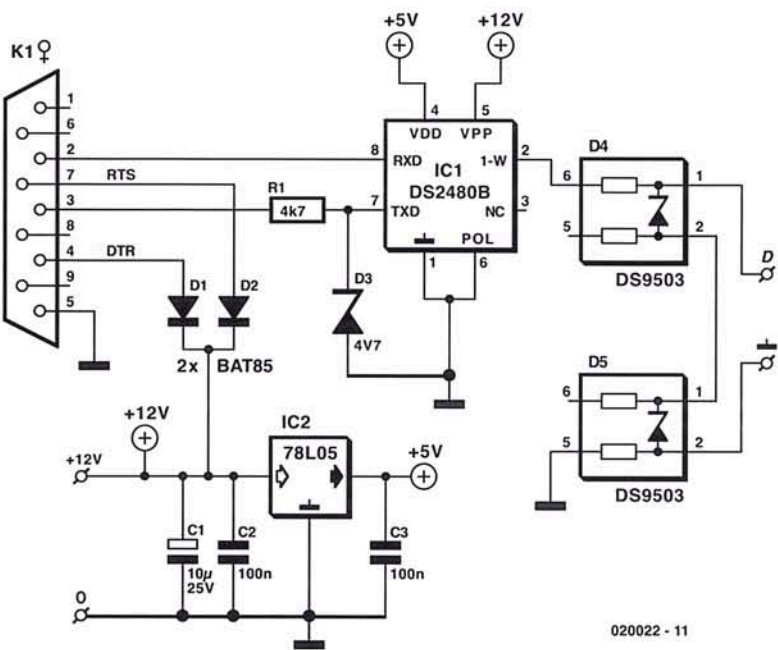 +5V
+12V
K1
1
6
2
7 RTS
3
8
4 DTR
9
5
R1
4k7
4
5
VDD VPP
8 RXD
1-W 2
IC1
DS2480B
7 TXD
NC 3
POL
1
6
D4
6
1
5
2
DS9503
D
D1
D2
2x BAT85
D3
4V7
D5
6
1
5
2
DS9503
+12V
+12V
IC2
78L05
+5V
C1
10µ
25V
C2
100n
C3
100n
0
020022 - 11